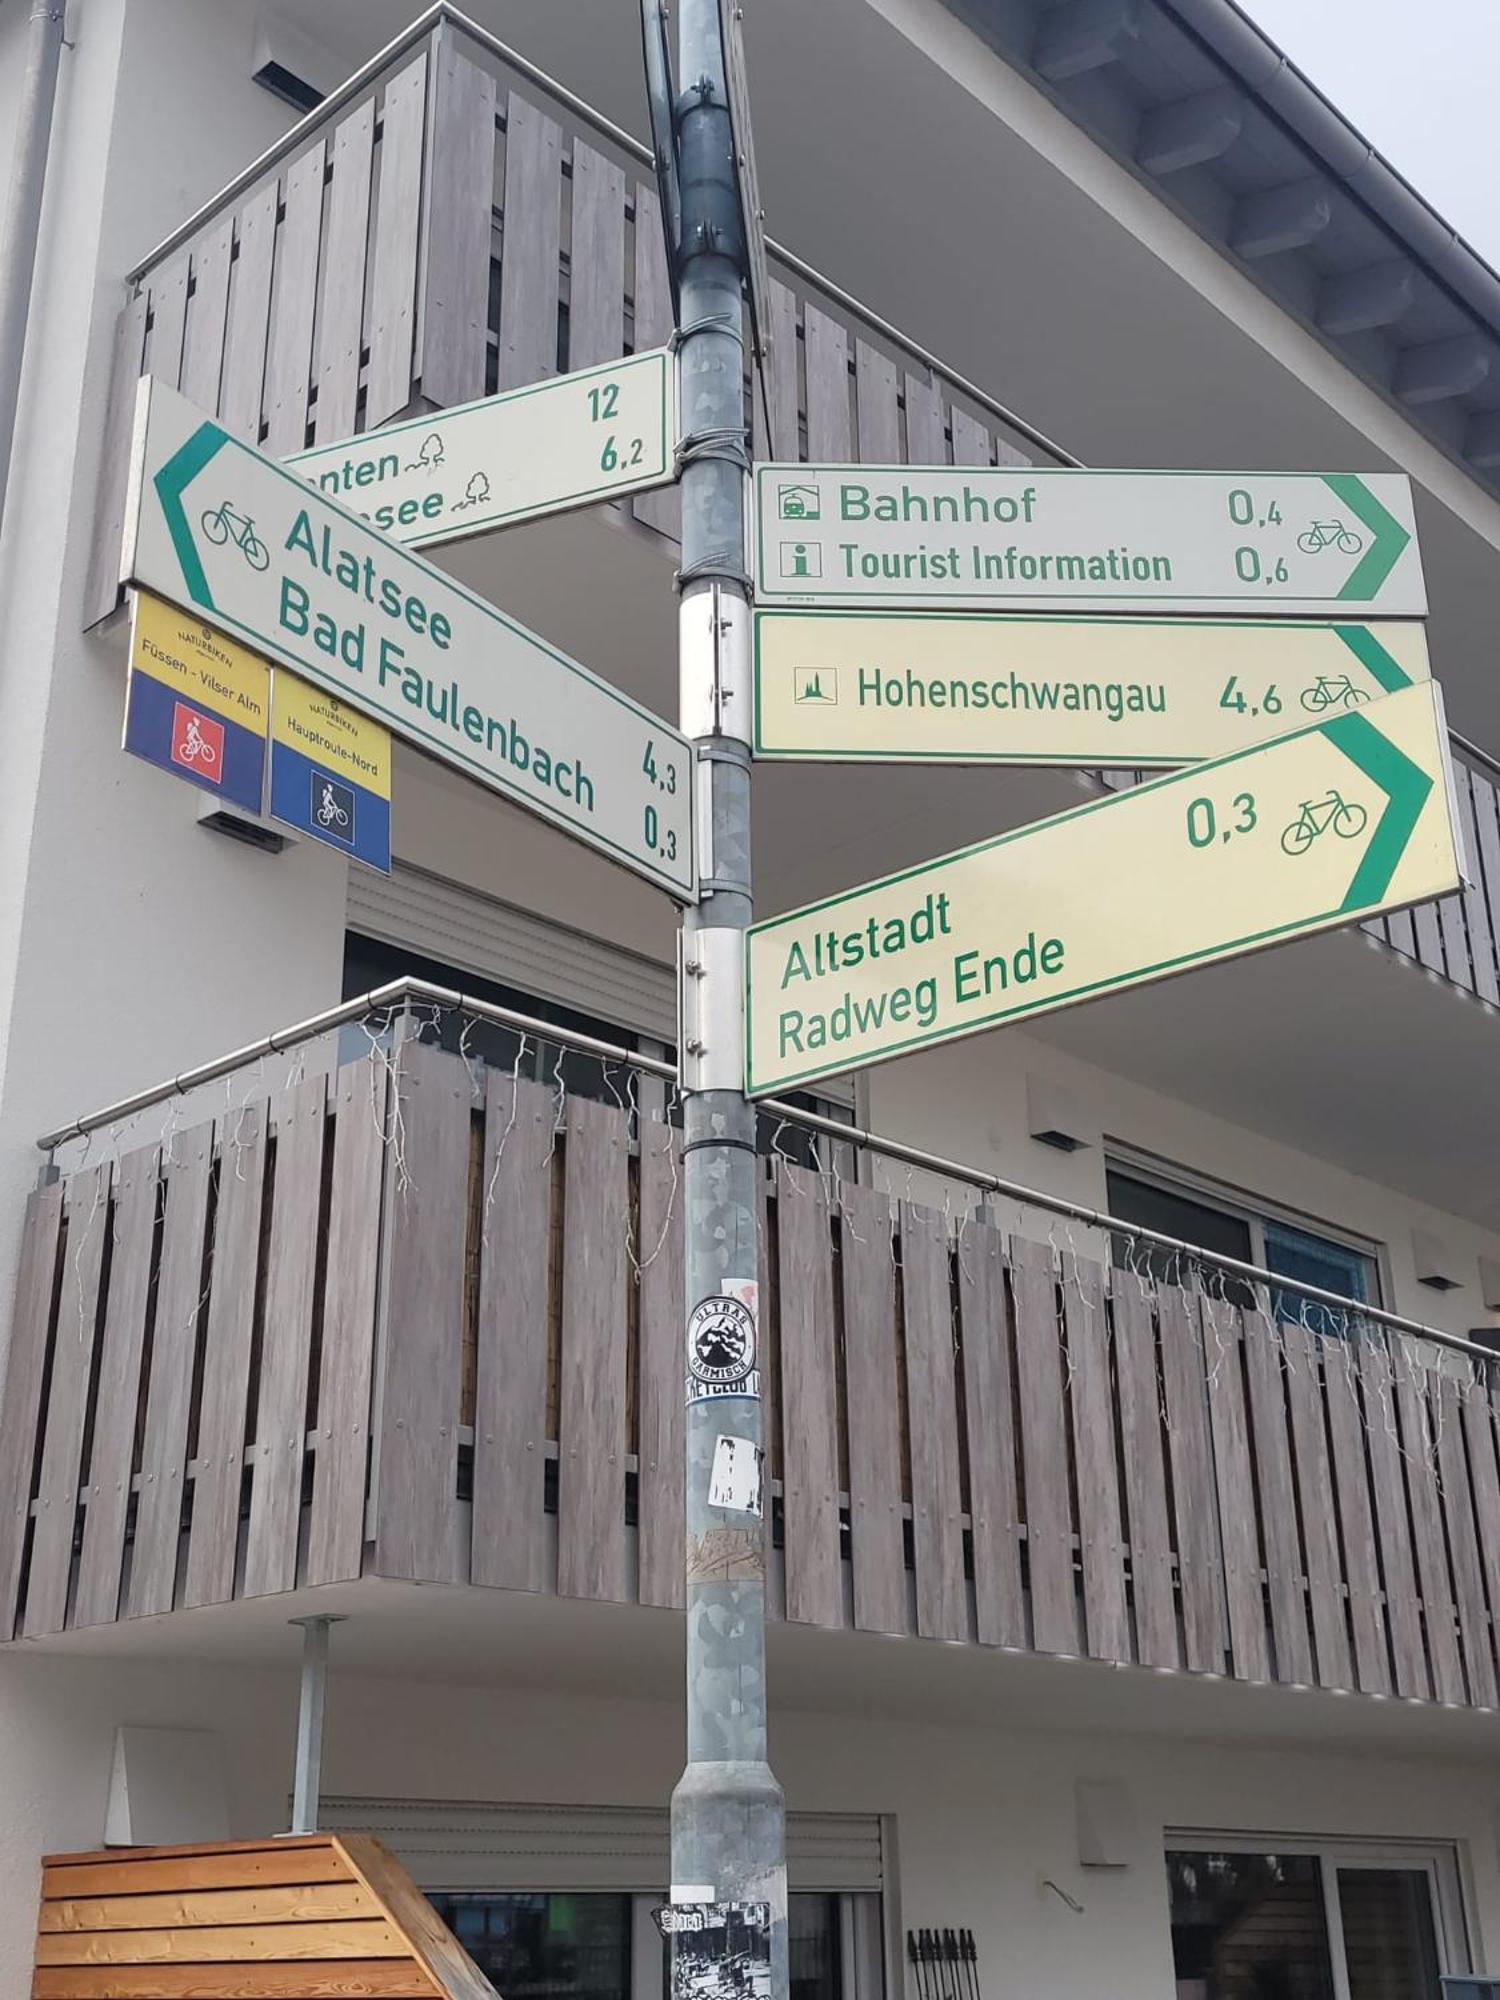 12
6,2
Alatsee 4,3
Bad Faulenbach 0,3
NATURBIKEN
Füssen - Vilser Alm
NATURBIKEN
Hauptroute-Nord
Bahnhof 0,4
Tourist Information 0,6
Hohenschwangau 4,6
0,3
Altstadt
Radweg Ende
ULTRAS
GARMISCH